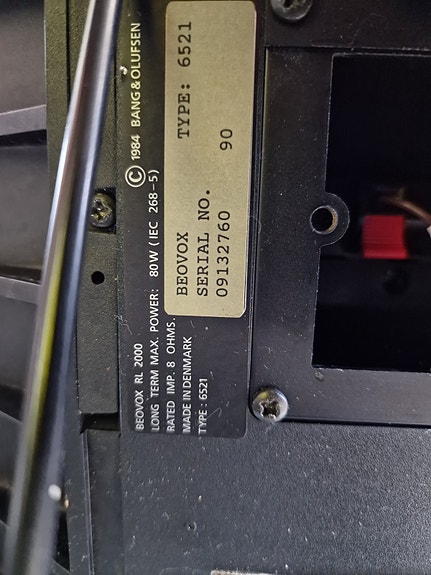 BEOVOX RL 2000
LONG TERM MAX. POWER: 80W (IEC 268-5)
RATED IMP. 8 OHMS.
MADE IN DENMARK
TYPE: 6521
© 1984 BANG & OLUFSEN
BEOVOX TYPE: 6521
SERIAL NO.
09132760 90